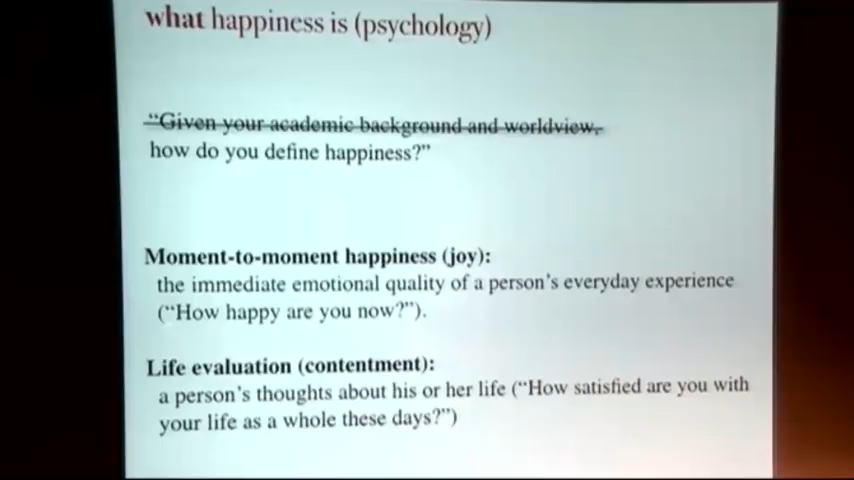 what happiness is (psychology)
“Given your academic background and worldview,
how do you define happiness?”
Moment-to-moment happiness (joy):
the immediate emotional quality of a person’s everyday experience
(“How happy are you now?”).
Life evaluation (contentment):
a person’s thoughts about his or her life (“How satisfied are you with
your life as a whole these days?”)